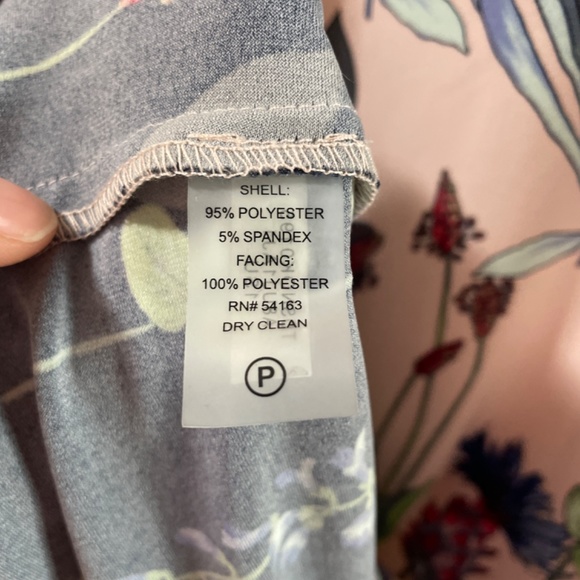 SHELL:
95% POLYESTER
5% SPANDEX
FACING:
100% POLYESTER
RN# 54163
DRY CLEAN
P